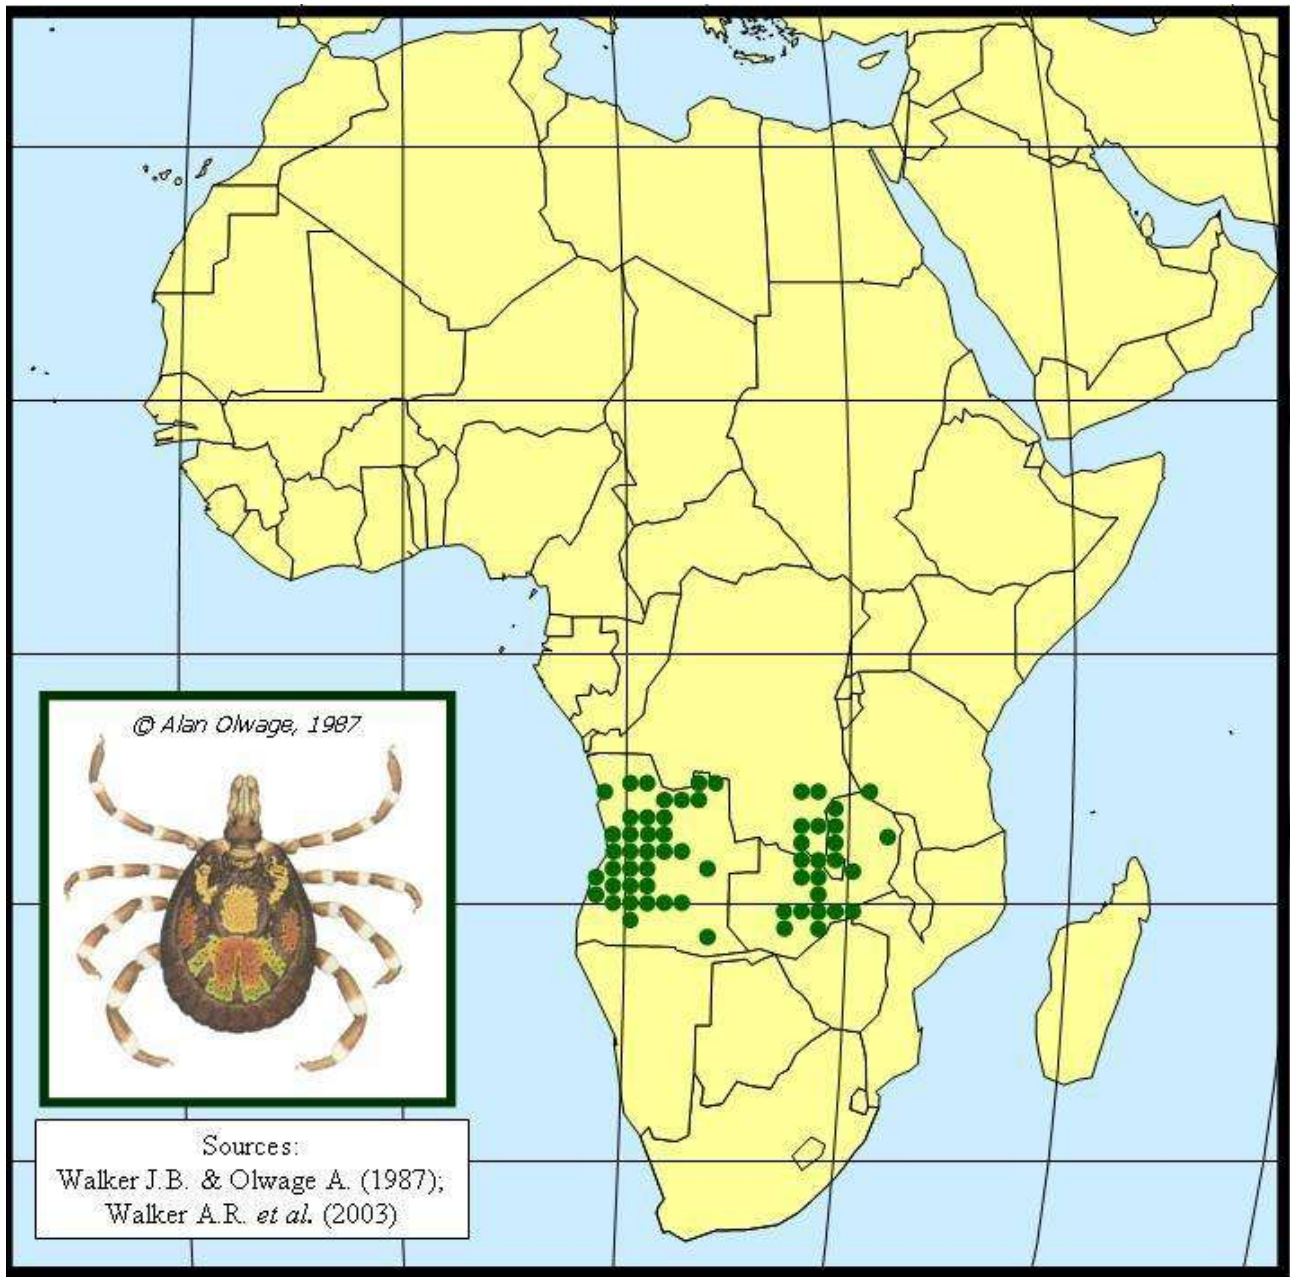 © Alan Olwage, 1987
Sources:
Walker J.B. & Olwage A. (1987);
Walker A.R. et al. (2003)